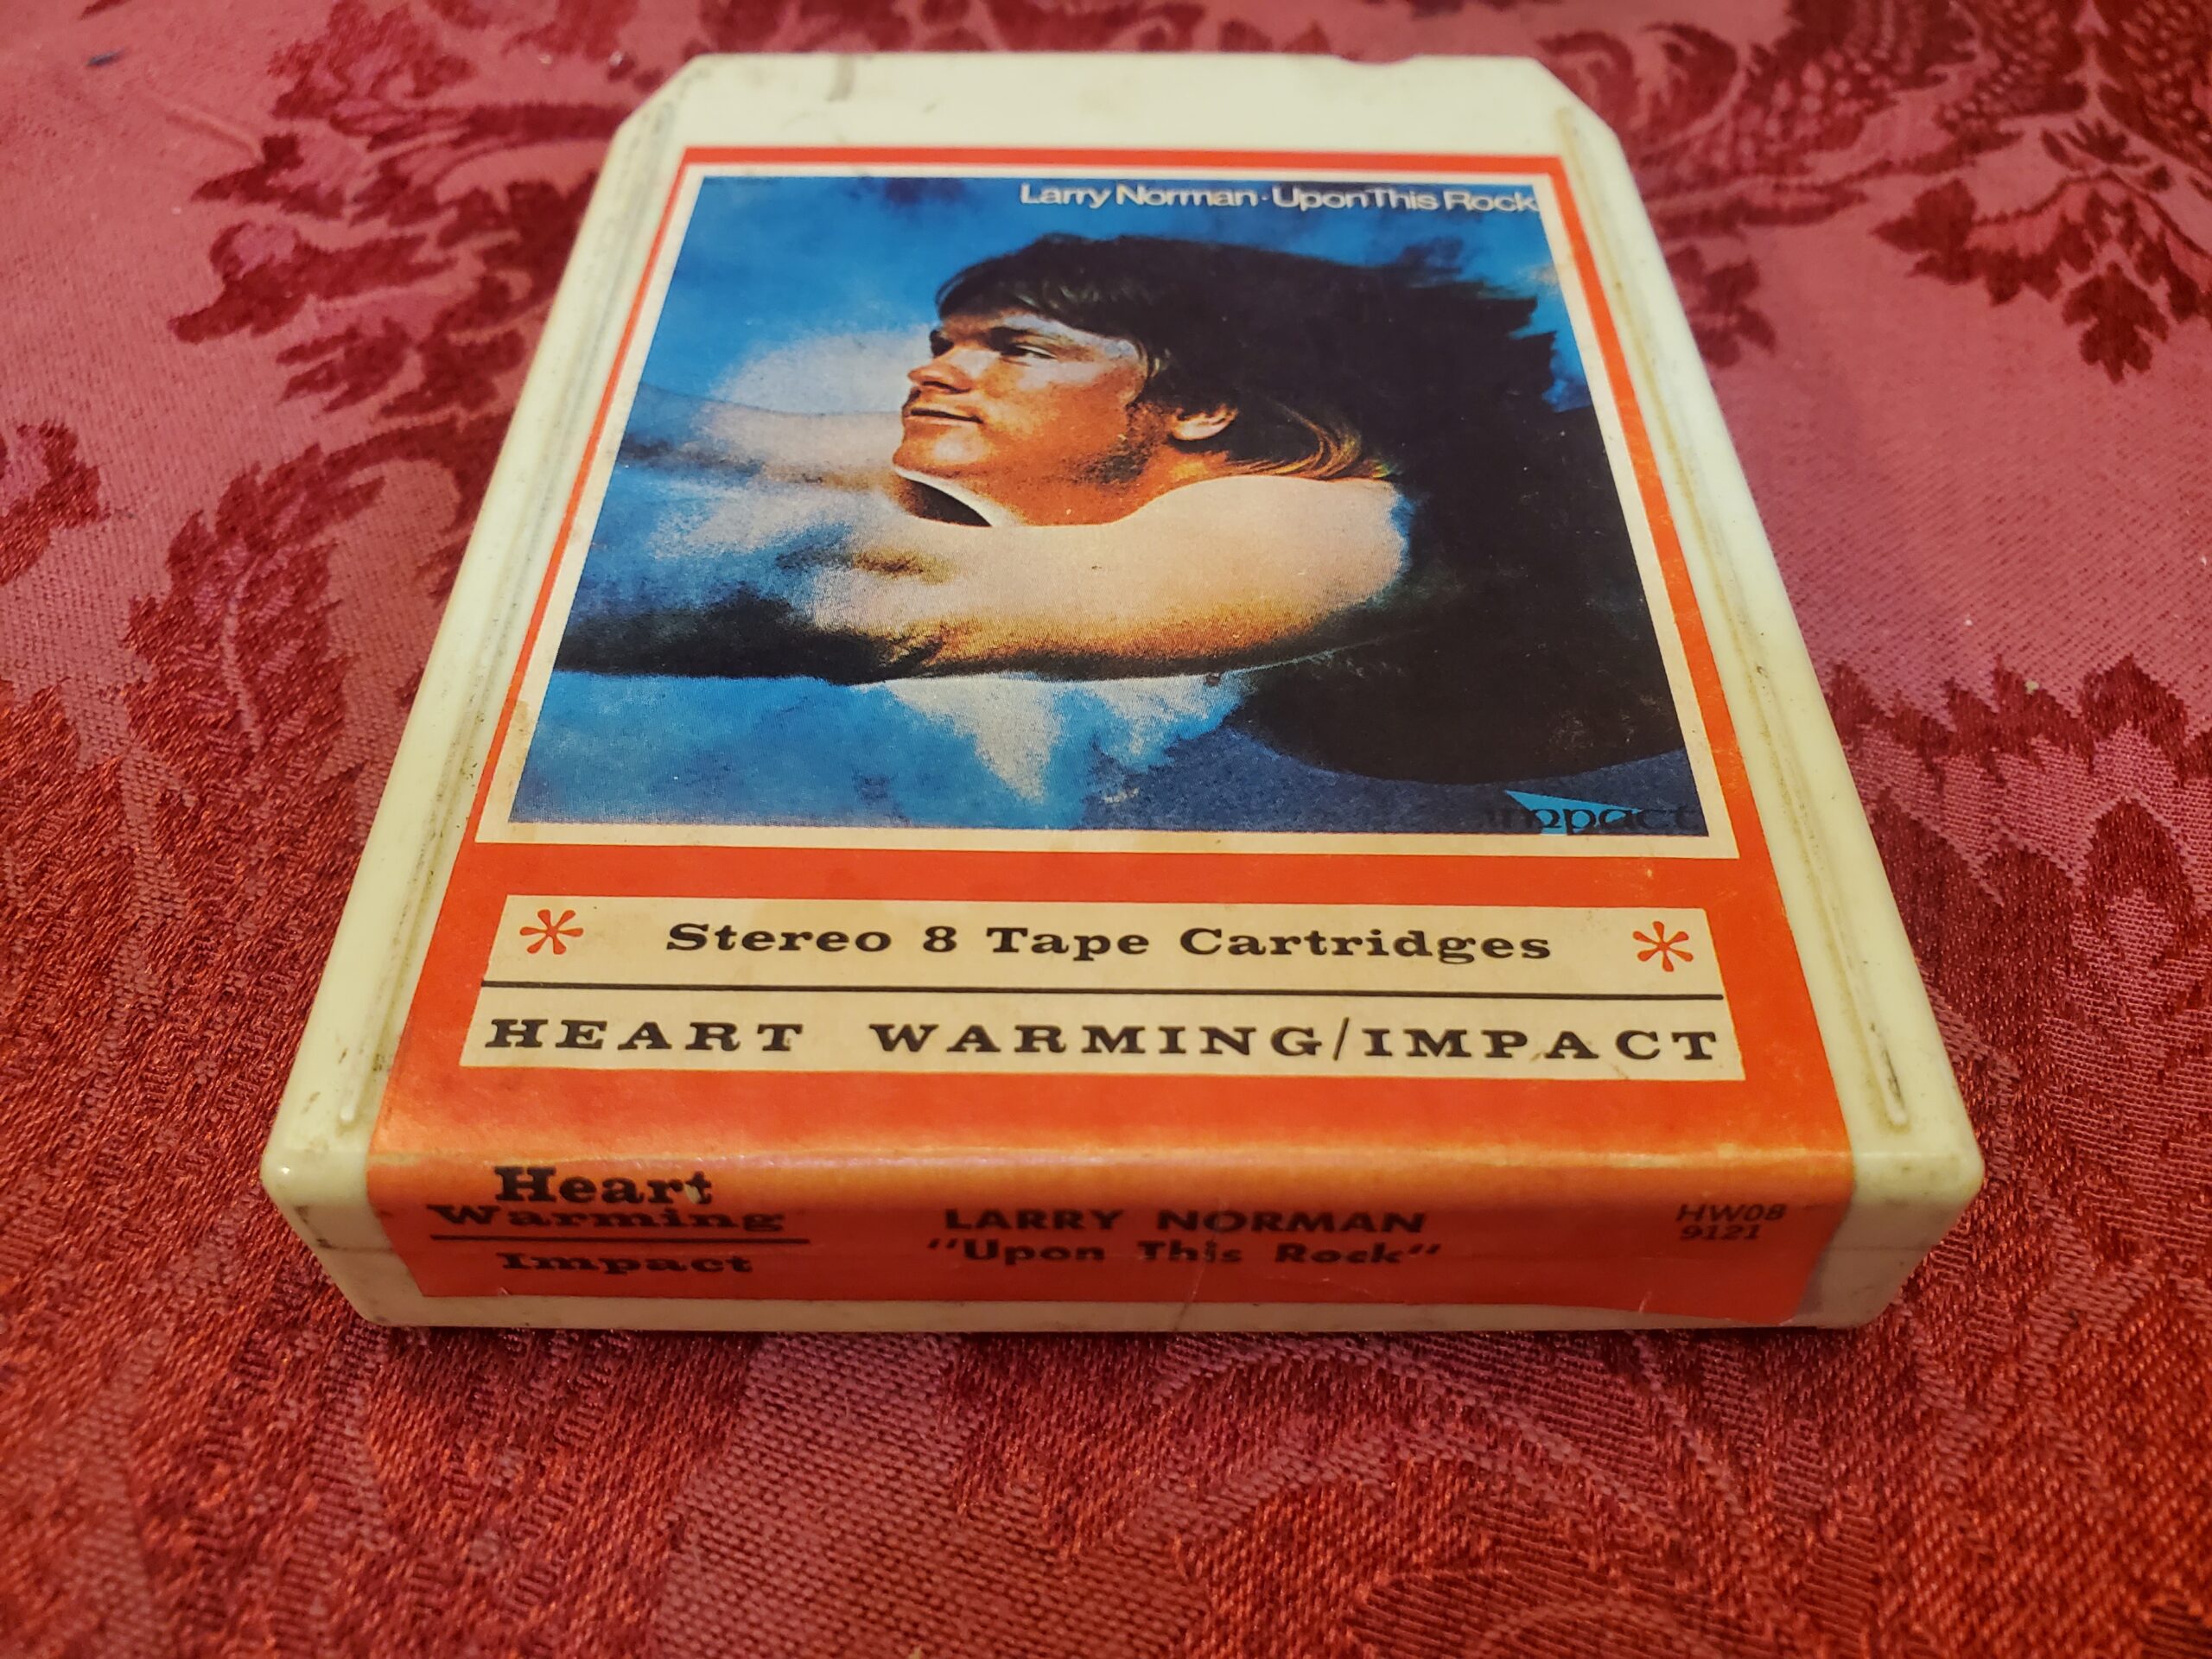 Larry Norman·Upon This Rock
impact
* Stereo 8 Tape Cartridges *
HEART WARMING/IMPACT
Heart
Warming
Impact
LARRY NORMAN
"Upon This Rock"
HW08
9121